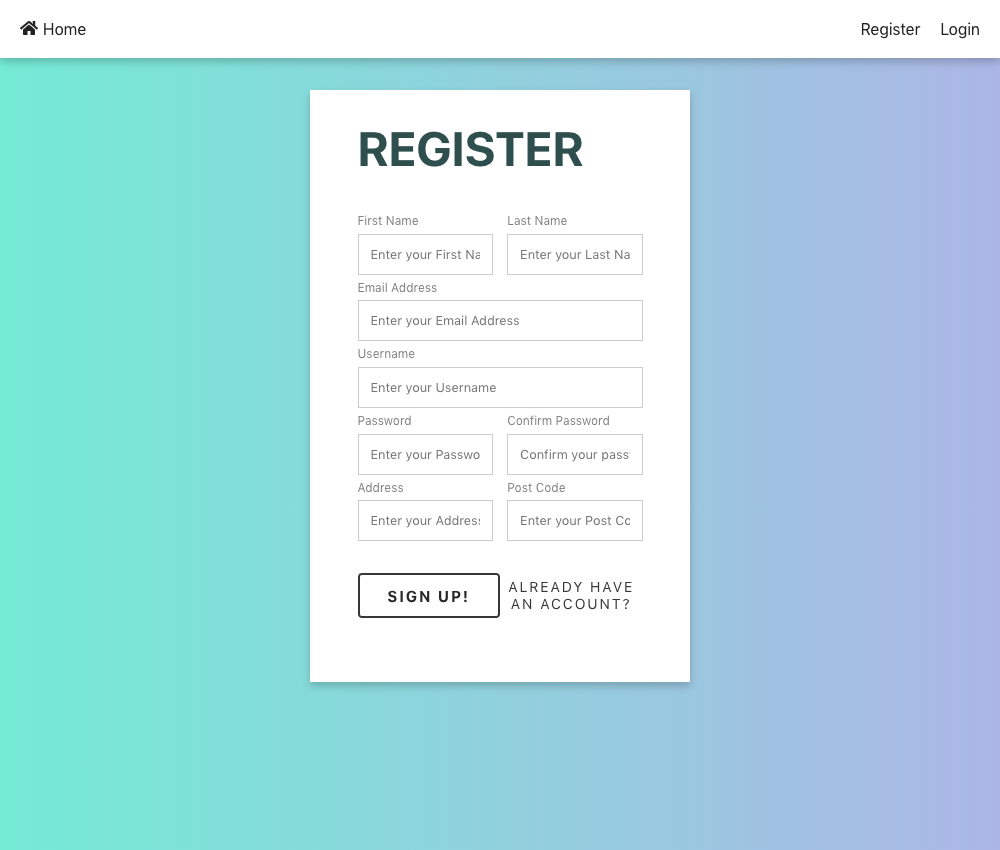 Home
Register
Login
REGISTER
First Name
Last Name
Enter your First Na
Enter your Last Na
Email Address
Enter your Email Address
Username
Enter your Username
Password
Confirm Password
Enter your Passwo
Confirm your pass
Address
Post Code
Enter your Address
Enter your Post Co
SIGN UP!
ALREADY HAVE
AN ACCOUNT?